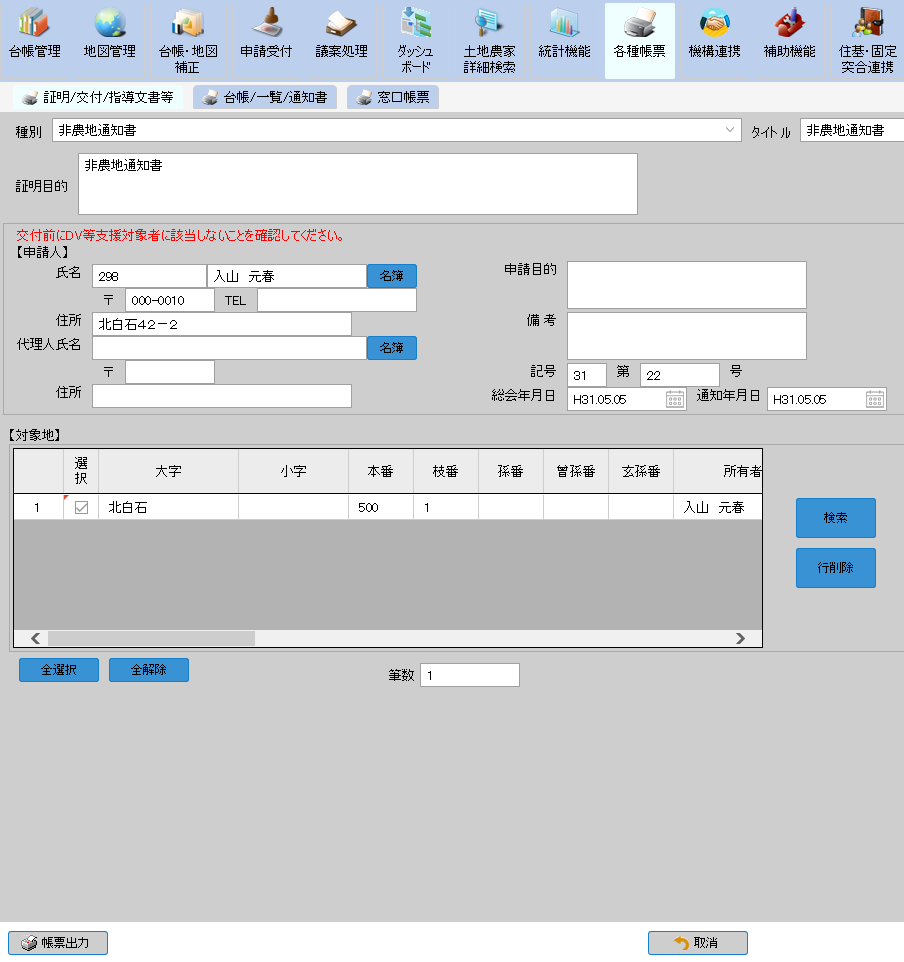 台帳管理 地図管理 台帳・地図補正 申請受付 議案処理 ダッシュボード 土地農家詳細検索 統計機能 各種帳票 機構連携 補助機能 住基・固定突合連携
証明/交付/指導文書等 台帳/一覧/通知書 窓口帳票
種別 非農地通知書 タイトル 非農地通知書
証明目的 非農地通知書
交付前にDV等支援対象者に該当しないことを確認してください。
【申請人】
氏名 298 入山 元春 名簿
〒 000-0010 TEL
住所 北白石42-2
代理人氏名 名簿
〒
住所
申請目的
備考
記号 31 第 22 号
総会年月日 H31.05.05 通知年月日 H31.05.05
【対象地】
選択 大字 小字 本番 枝番 孫番 曽孫番 玄孫番 所有者
1 北白石 500 1 入山 元春
検索
行削除
全選択 全解除 筆数 1
帳票出力 取消